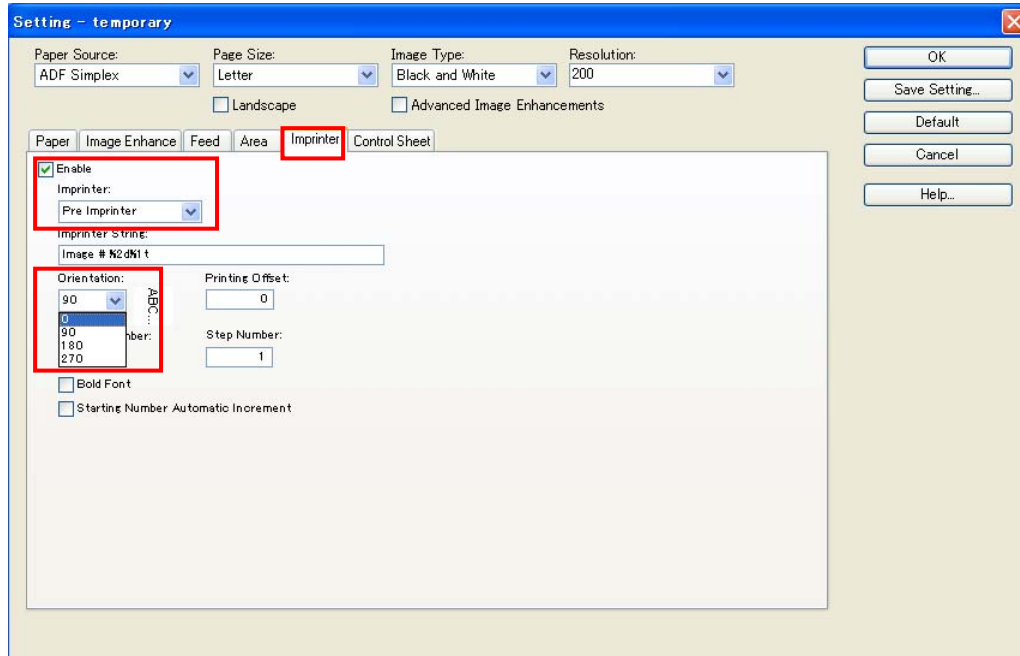 Setting - temporary
Paper Source: Page Size: Image Type: Resolution:
ADF Simplex Letter Black and White 200
Landscape Advanced Image Enhancements
OK
Save Setting...
Default
Cancel
Help...
Paper Image Enhance Feed Area Imprinter Control Sheet
Enable
Imprinter:
Pre Imprinter
Imprinter String:
Image # %2d%1t
Orientation: Printing Offset:
90 ABC... 0
0
90
180
270
Step Number:
1
Bold Font
Starting Number Automatic Increment